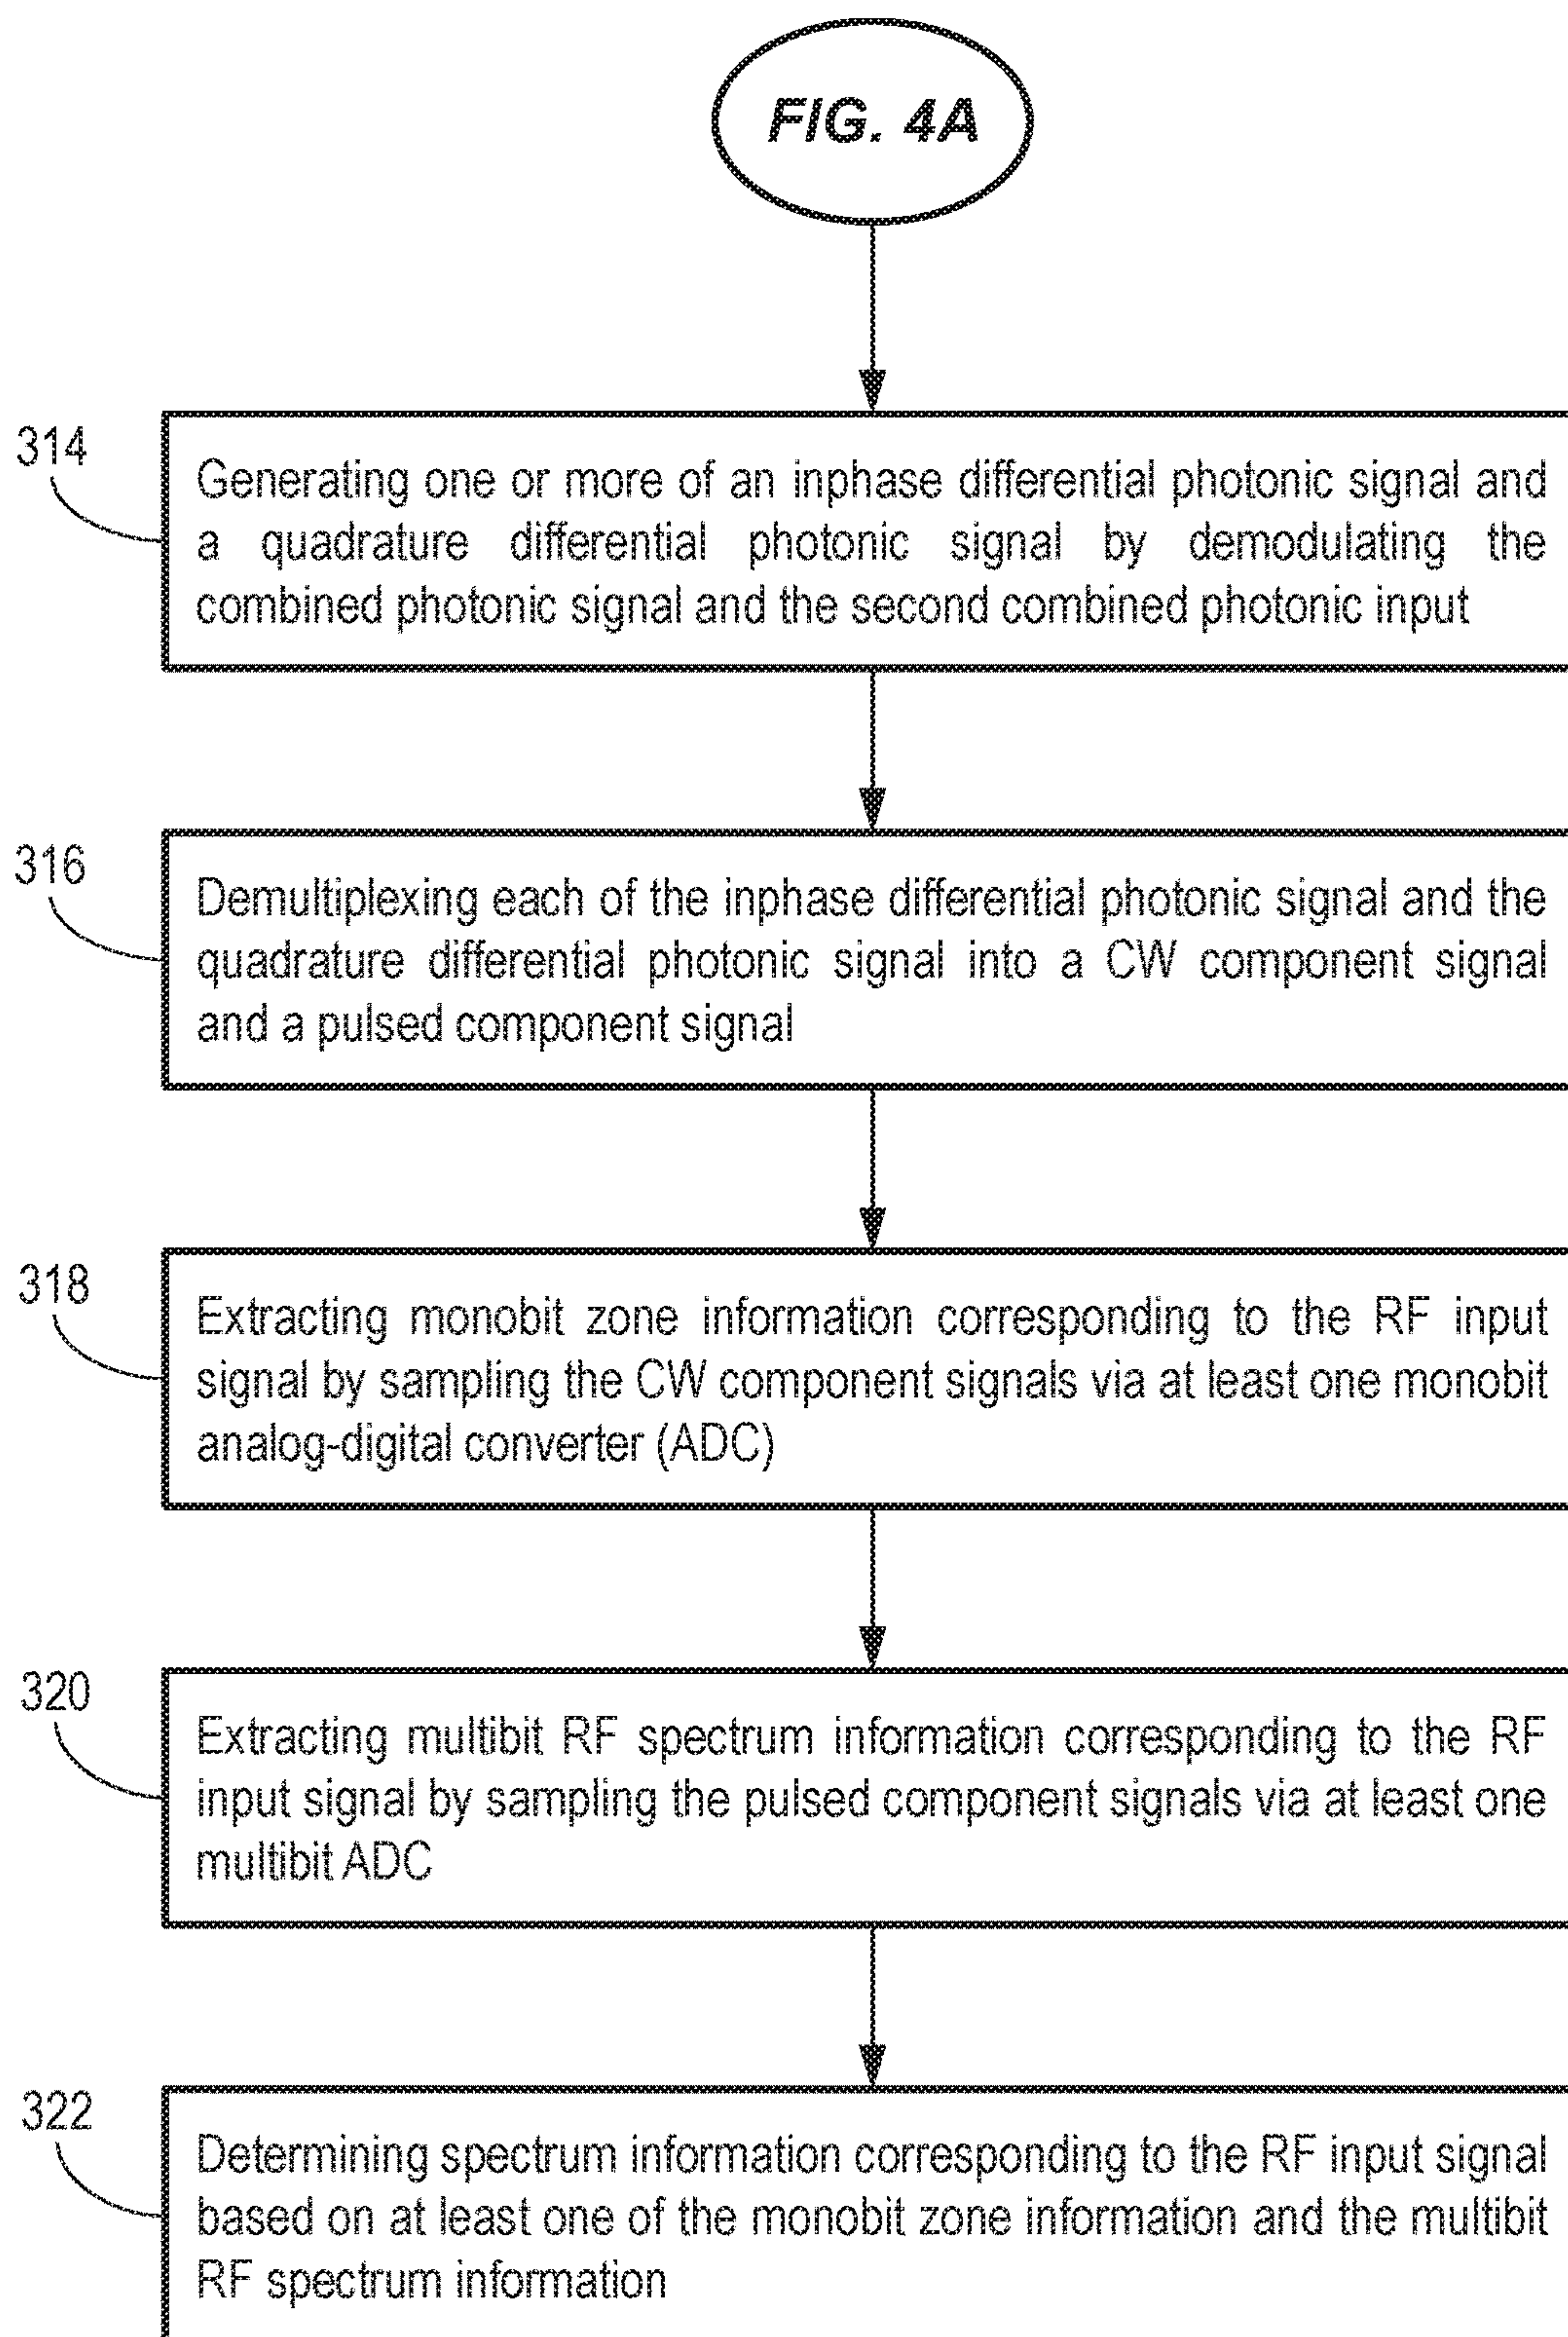 FIG. 4A
314
Generating one or more of an inphase differential photonic signal and
a quadrature differential photonic signal by demodulating the
combined photonic signal and the second combined photonic input
316
Demultiplexing each of the inphase differential photonic signal and the
quadrature differential photonic signal into a CW component signal
and a pulsed component signal
318
Extracting monobit zone information corresponding to the RF input
signal by sampling the CW component signals via at least one monobit
analog-digital converter (ADC)
320
Extracting multibit RF spectrum information corresponding to the RF
input signal by sampling the pulsed component signals via at least one
multibit ADC
322
Determining spectrum information corresponding to the RF input signal
based on at least one of the monobit zone information and the multibit
RF spectrum information